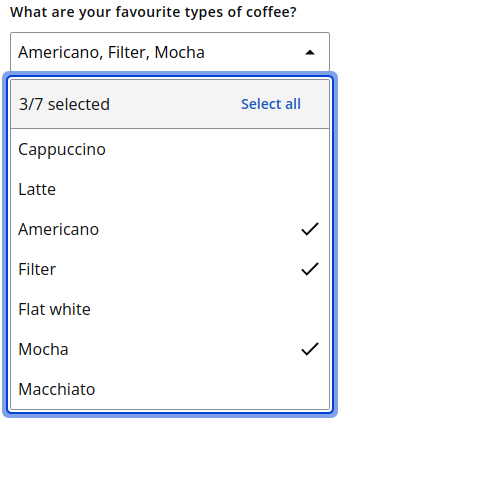 What are your favourite types of coffee?
Americano, Filter, Mocha
3/7 selected Select all
Cappuccino
Latte
Americano
Filter
Flat white
Mocha
Macchiato